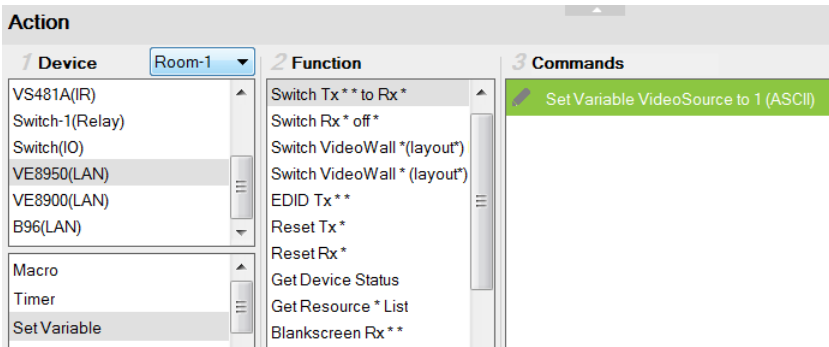 Action
1 Device
Room-1
2 Function
3 Commands
VS481A(IR)
Switch-1(Relay)
Switch(IO)
VE8950(LAN)
VE8900(LAN)
B96(LAN)
Macro
Timer
Set Variable
Switch Tx * * to Rx *
Switch Rx * off *
Switch VideoWall *(layout*)
Switch VideoWall * (layout*)
EDID Tx * *
Reset Tx *
Reset Rx *
Get Device Status
Get Resource * List
Blankscreen Rx * *
Set Variable VideoSource to 1 (ASCII)